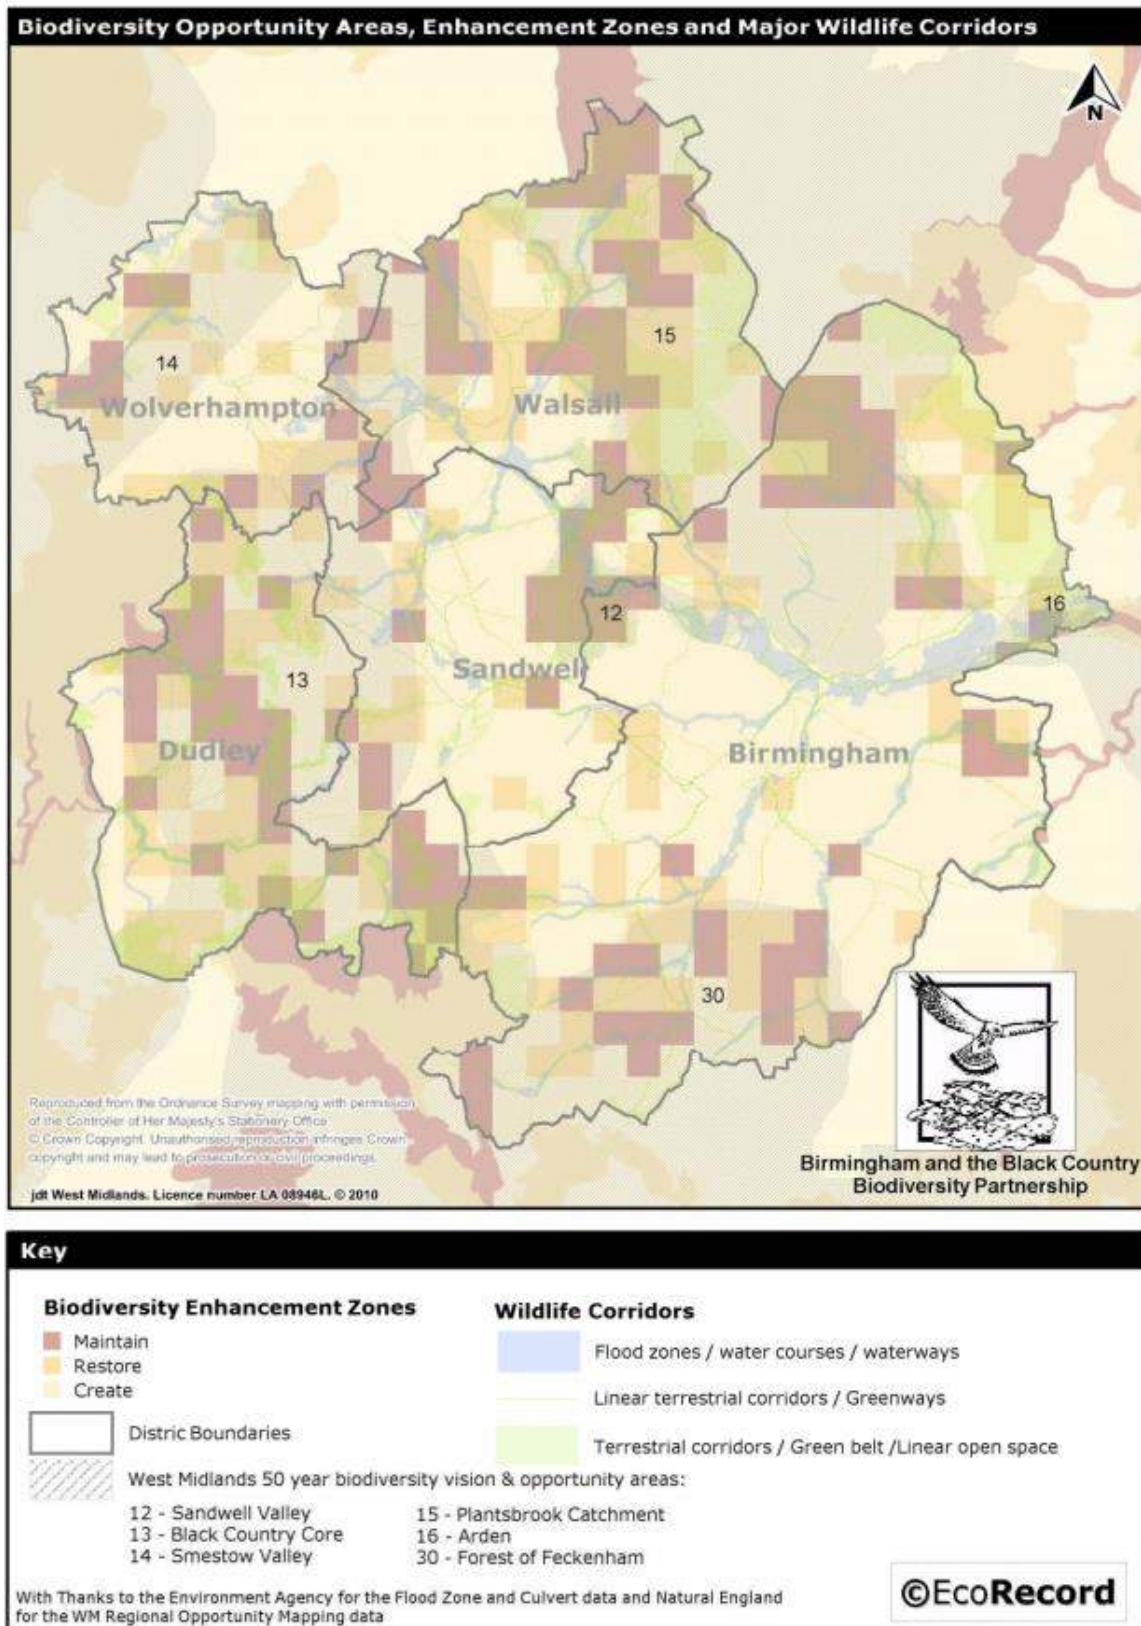 Biodiversity Opportunity Areas, Enhancement Zones and Major Wildlife Corridors
N
15
14
Wolverhampton
Walsall
12
16
Sandwell
13
Dudley
Birmingham
30
Reproduced from the Ordnance Survey mapping with permission
of the Controller of Her Majesty's Stationery Office
© Crown Copyright. Unauthorised reproduction infringes Crown
copyright and may lead to prosecution or civil proceedings.
jdt West Midlands. Licence number LA 08946L. © 2010
Birmingham and the Black Country
Biodiversity Partnership
Key
Biodiversity Enhancement Zones
Maintain
Restore
Create
Distric Boundaries
Wildlife Corridors
Flood zones / water courses / waterways
Linear terrestrial corridors / Greenways
Terrestrial corridors / Green belt /Linear open space
West Midlands 50 year biodiversity vision & opportunity areas:
12 - Sandwell Valley
13 - Black Country Core
14 - Smestow Valley
15 - Plantsbrook Catchment
16 - Arden
30 - Forest of Feckenham
With Thanks to the Environment Agency for the Flood Zone and Culvert data and Natural England
for the WM Regional Opportunity Mapping data
©EcoRecord